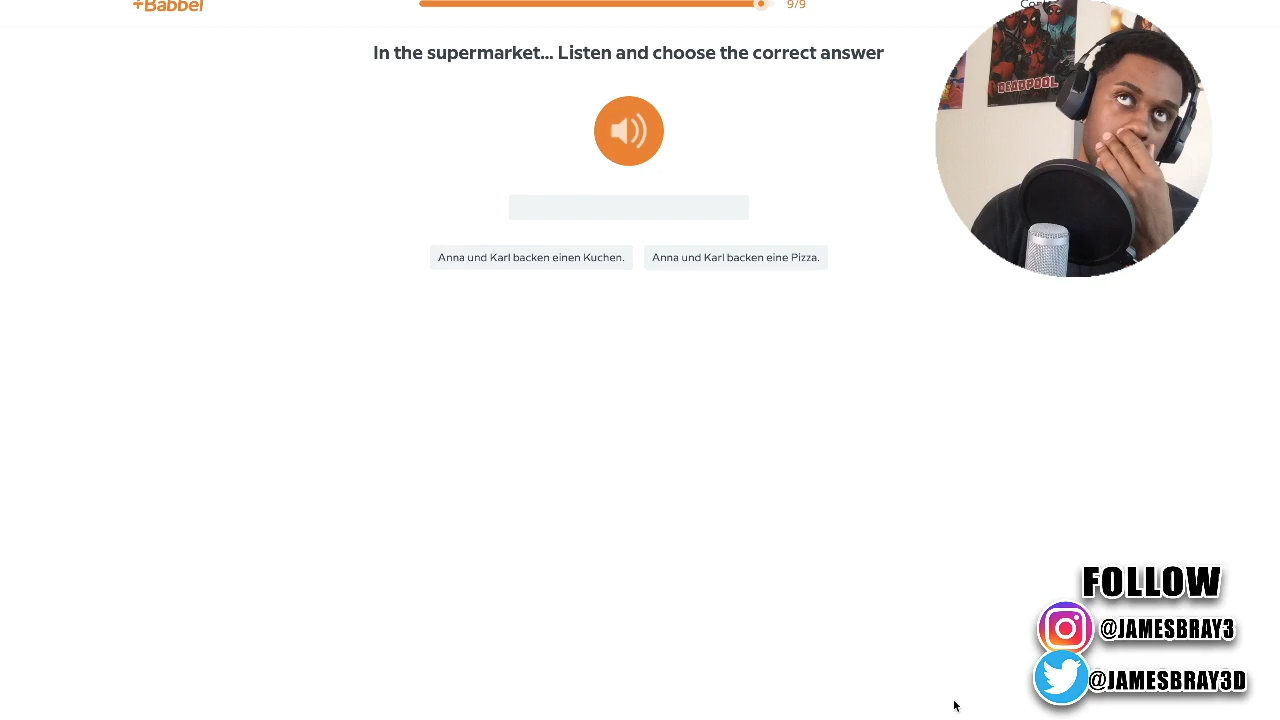 +Babbel
9/9
In the supermarket... Listen and choose the correct answer
Anna und Karl backen einen Kuchen.
Anna und Karl backen eine Pizza.
DEADPOOL
FOLLOW
@JAMESBRAY3
@JAMESBRAY3D